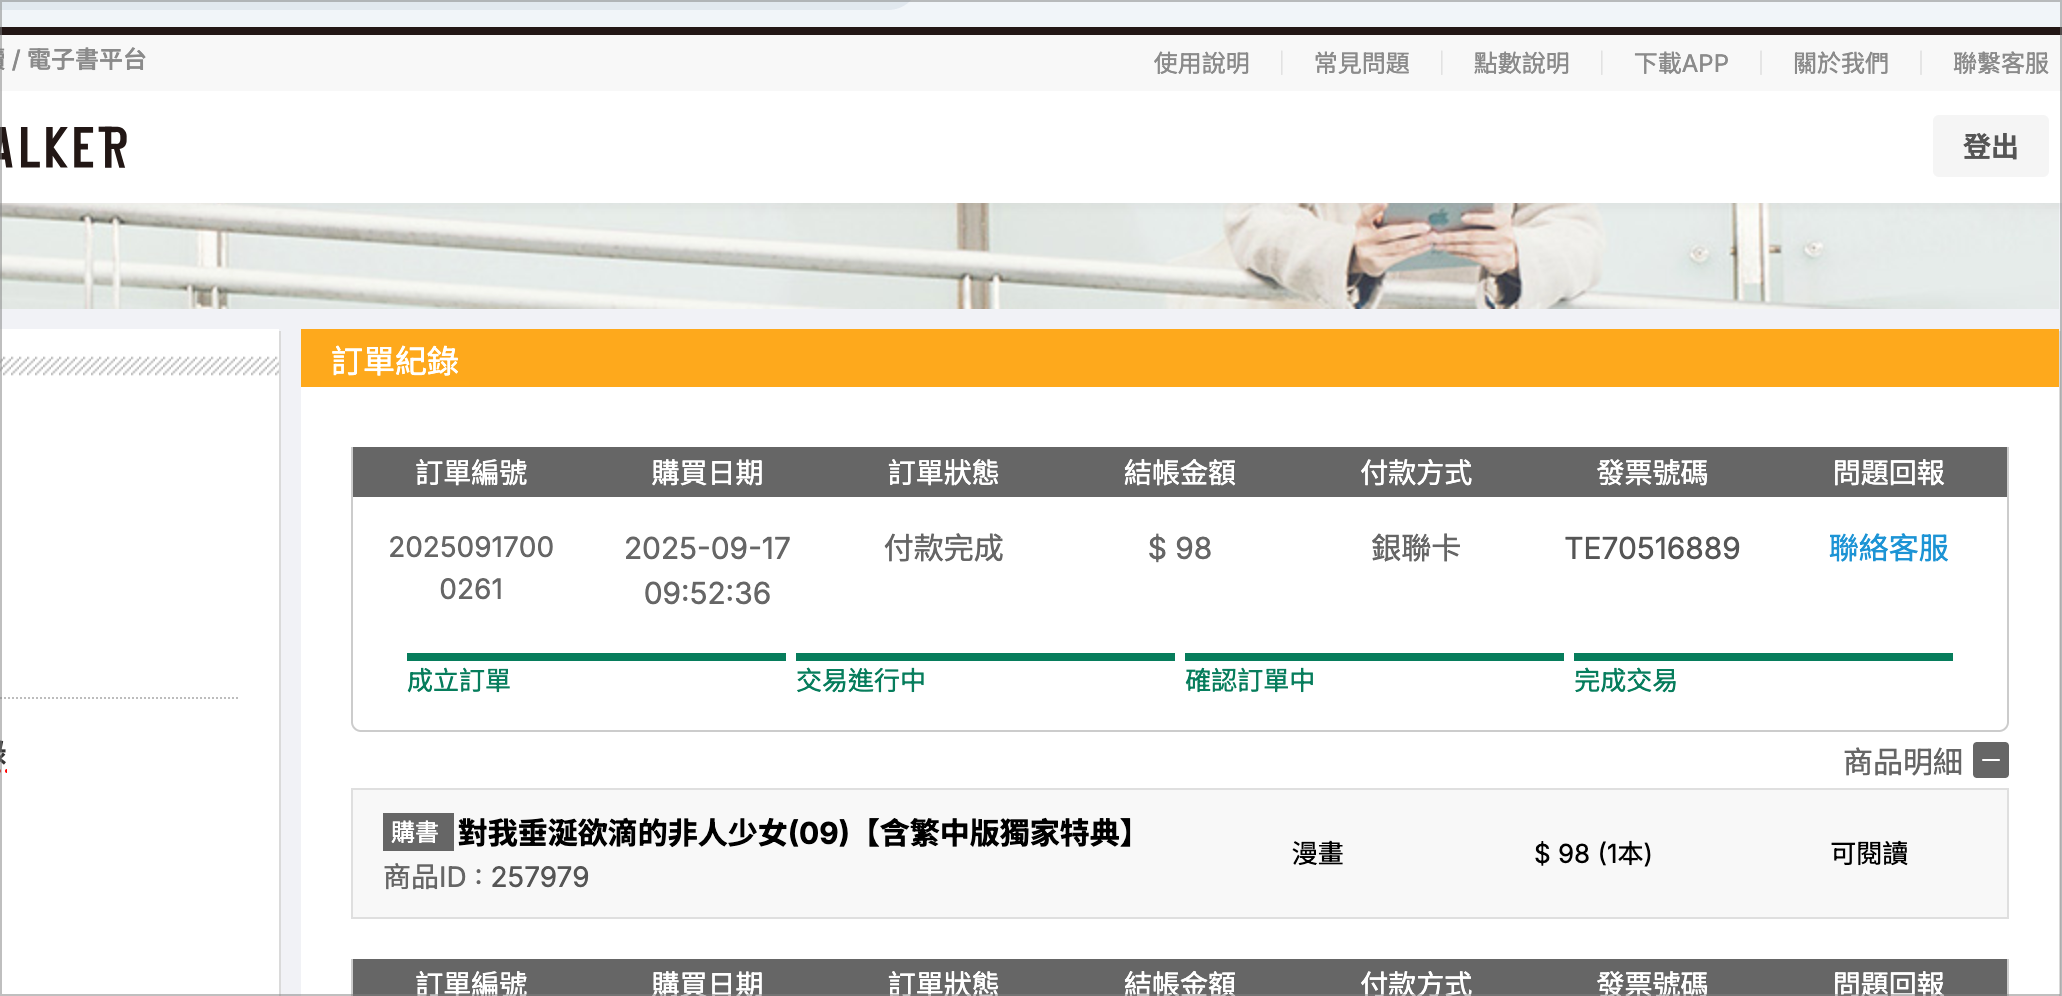 / 電子書平台
使用說明 常見問題 點數說明 下載APP 關於我們 聯繫客服
ALKER
登出
訂單紀錄
訂單編號 購買日期 訂單狀態 結帳金額 付款方式 發票號碼 問題回報
2025091700 2025-09-17 付款完成 $ 98 銀聯卡 TE70516889 聯絡客服
0261 09:52:36
成立訂單 交易進行中 確認訂單中 完成交易
商品明細
購書 對我垂涎欲滴的非人少女(09)【含繁中版獨家特典】
漫畫 $ 98 (1本) 可閱讀
商品ID：257979
訂單編號 購買日期 訂單狀態 結帳金額 付款方式 發票號碼 問題回報